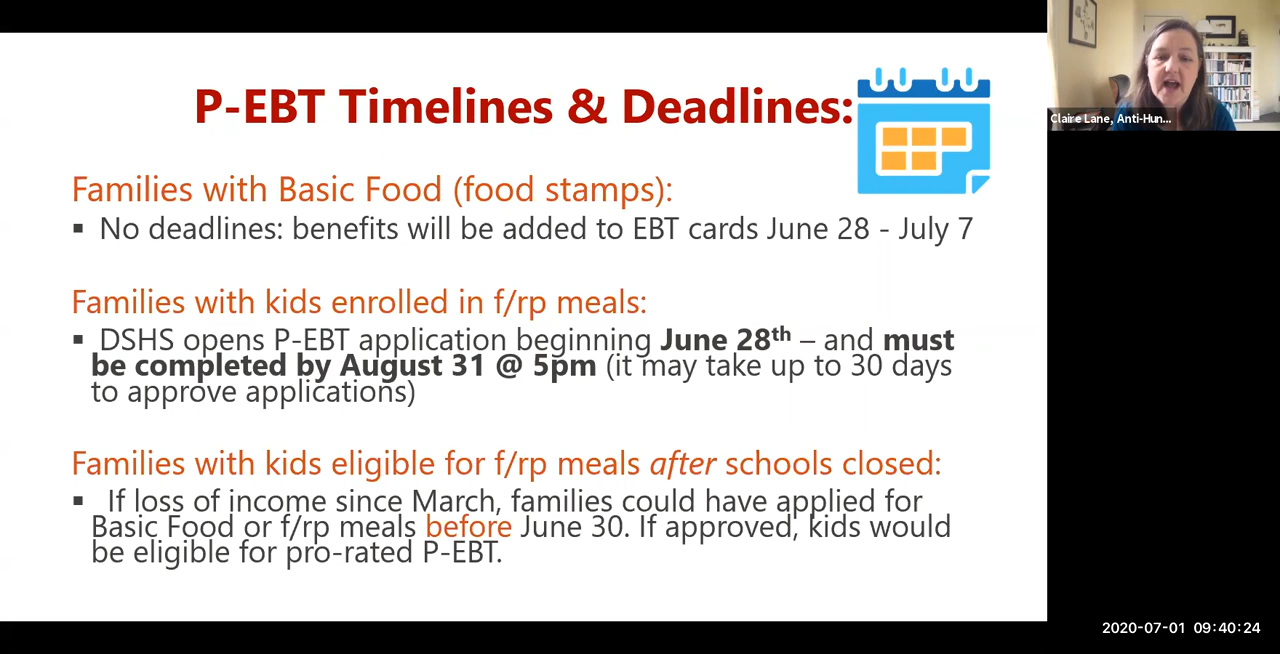 P-EBT Timelines & Deadlines:
Families with Basic Food (food stamps):
▪ No deadlines: benefits will be added to EBT cards June 28 - July 7
Families with kids enrolled in f/rp meals:
▪ DSHS opens P-EBT application beginning June 28th – and must
be completed by August 31 @ 5pm (it may take up to 30 days
to approve applications)
Families with kids eligible for f/rp meals after schools closed:
▪ If loss of income since March, families could have applied for
Basic Food or f/rp meals before June 30. If approved, kids would
be eligible for pro-rated P-EBT.
Claire Lane, Anti-Hun...
2020-07-01 09:40:24